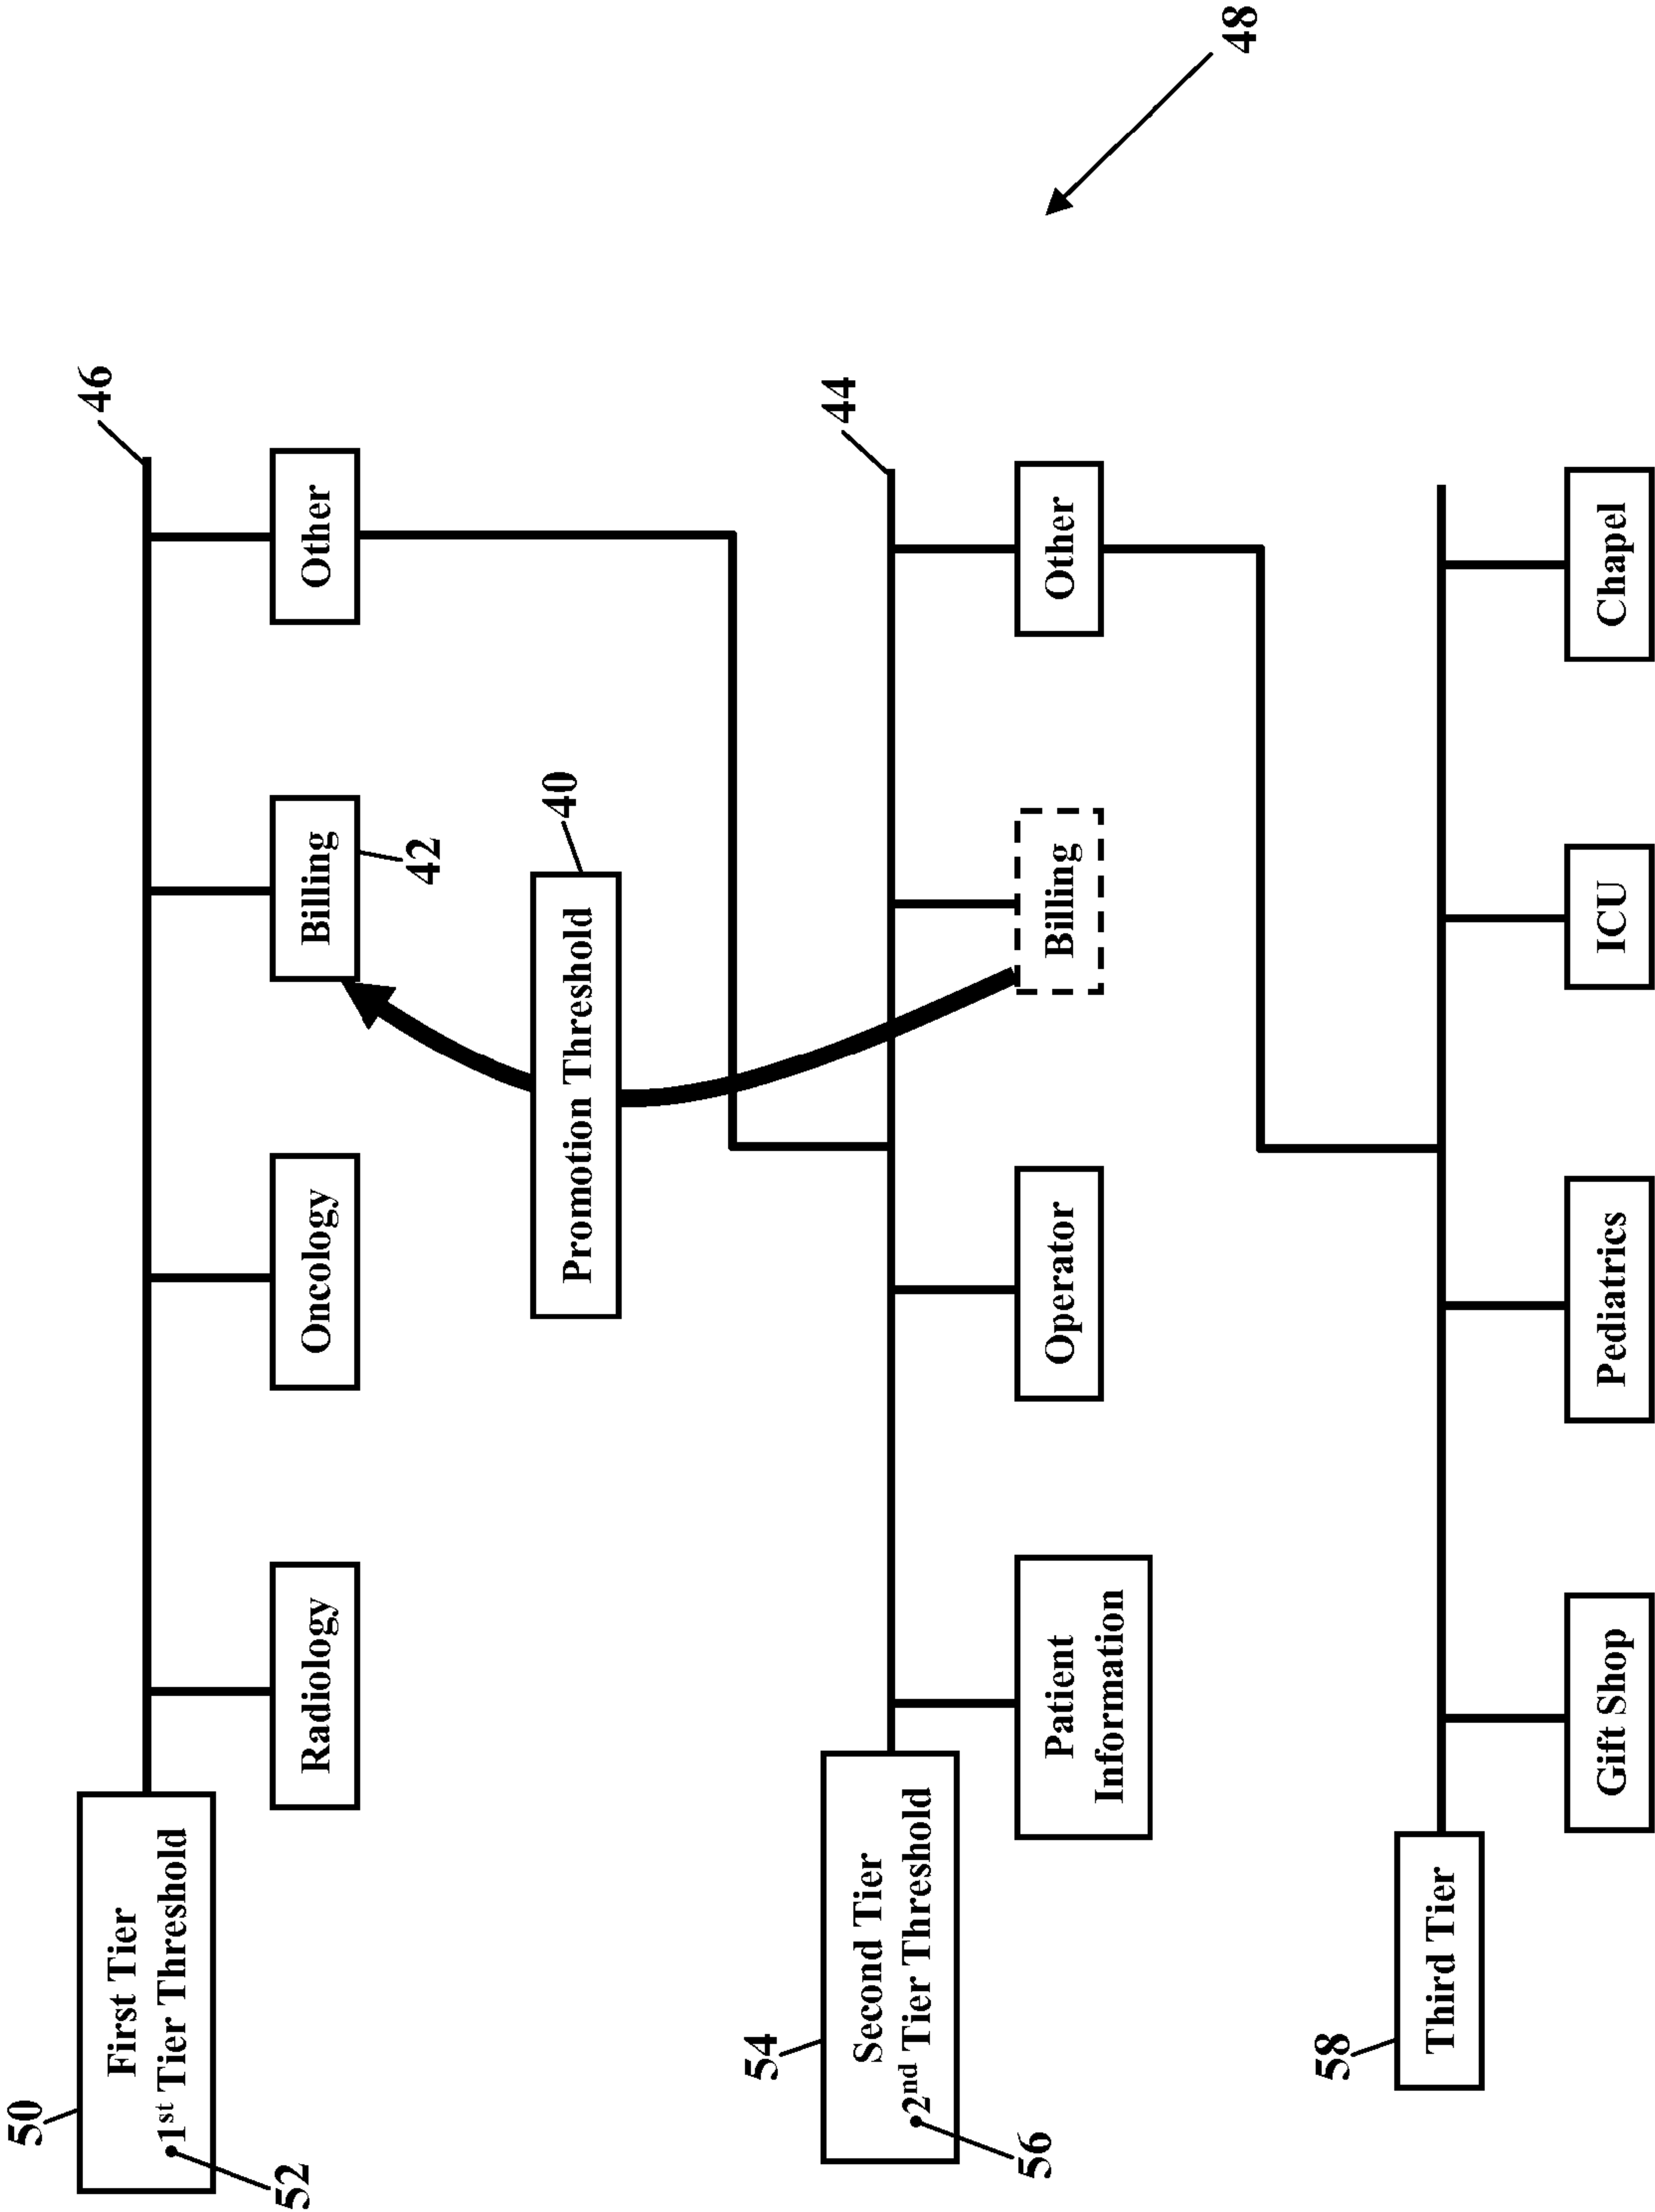 50
First Tier
•1st Tier Threshold
52
46
Radiology
Oncology
Billing
42
Other
Promotion Threshold
40
54
Second Tier
•2nd Tier Threshold
56
44
Patient
Information
Operator
Billing
Other
48
58
Third Tier
Gift Shop
Pediatrics
ICU
Chapel